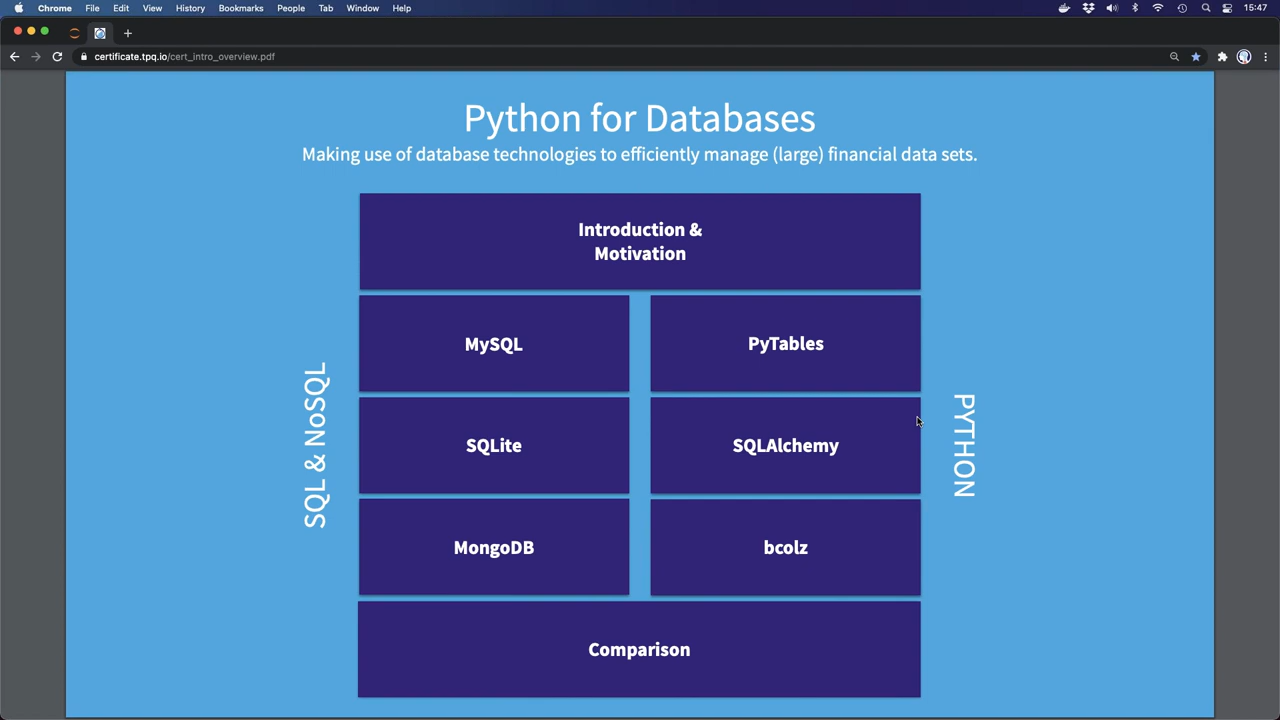 Chrome File Edit View History Bookmarks People Tab Window Help 15:47
certificate.tpq.io/cert_intro_overview.pdf
Python for Databases
Making use of database technologies to efficiently manage (large) financial data sets.
Introduction &
Motivation
SQL & NoSQL
MySQL
PyTables
SQLite
SQLAlchemy
MongoDB
bcolz
PYTHON
Comparison